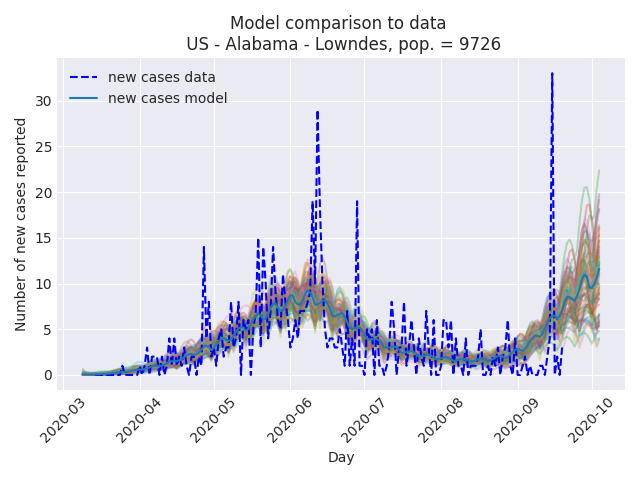 Model comparison to data
US - Alabama - Lowndes, pop. = 9726
new cases data
new cases model
Number of new cases reported
30
25
20
15
10
5
0
2020-03
2020-04
2020-05
2020-06
2020-07
2020-08
2020-09
2020-10
Day